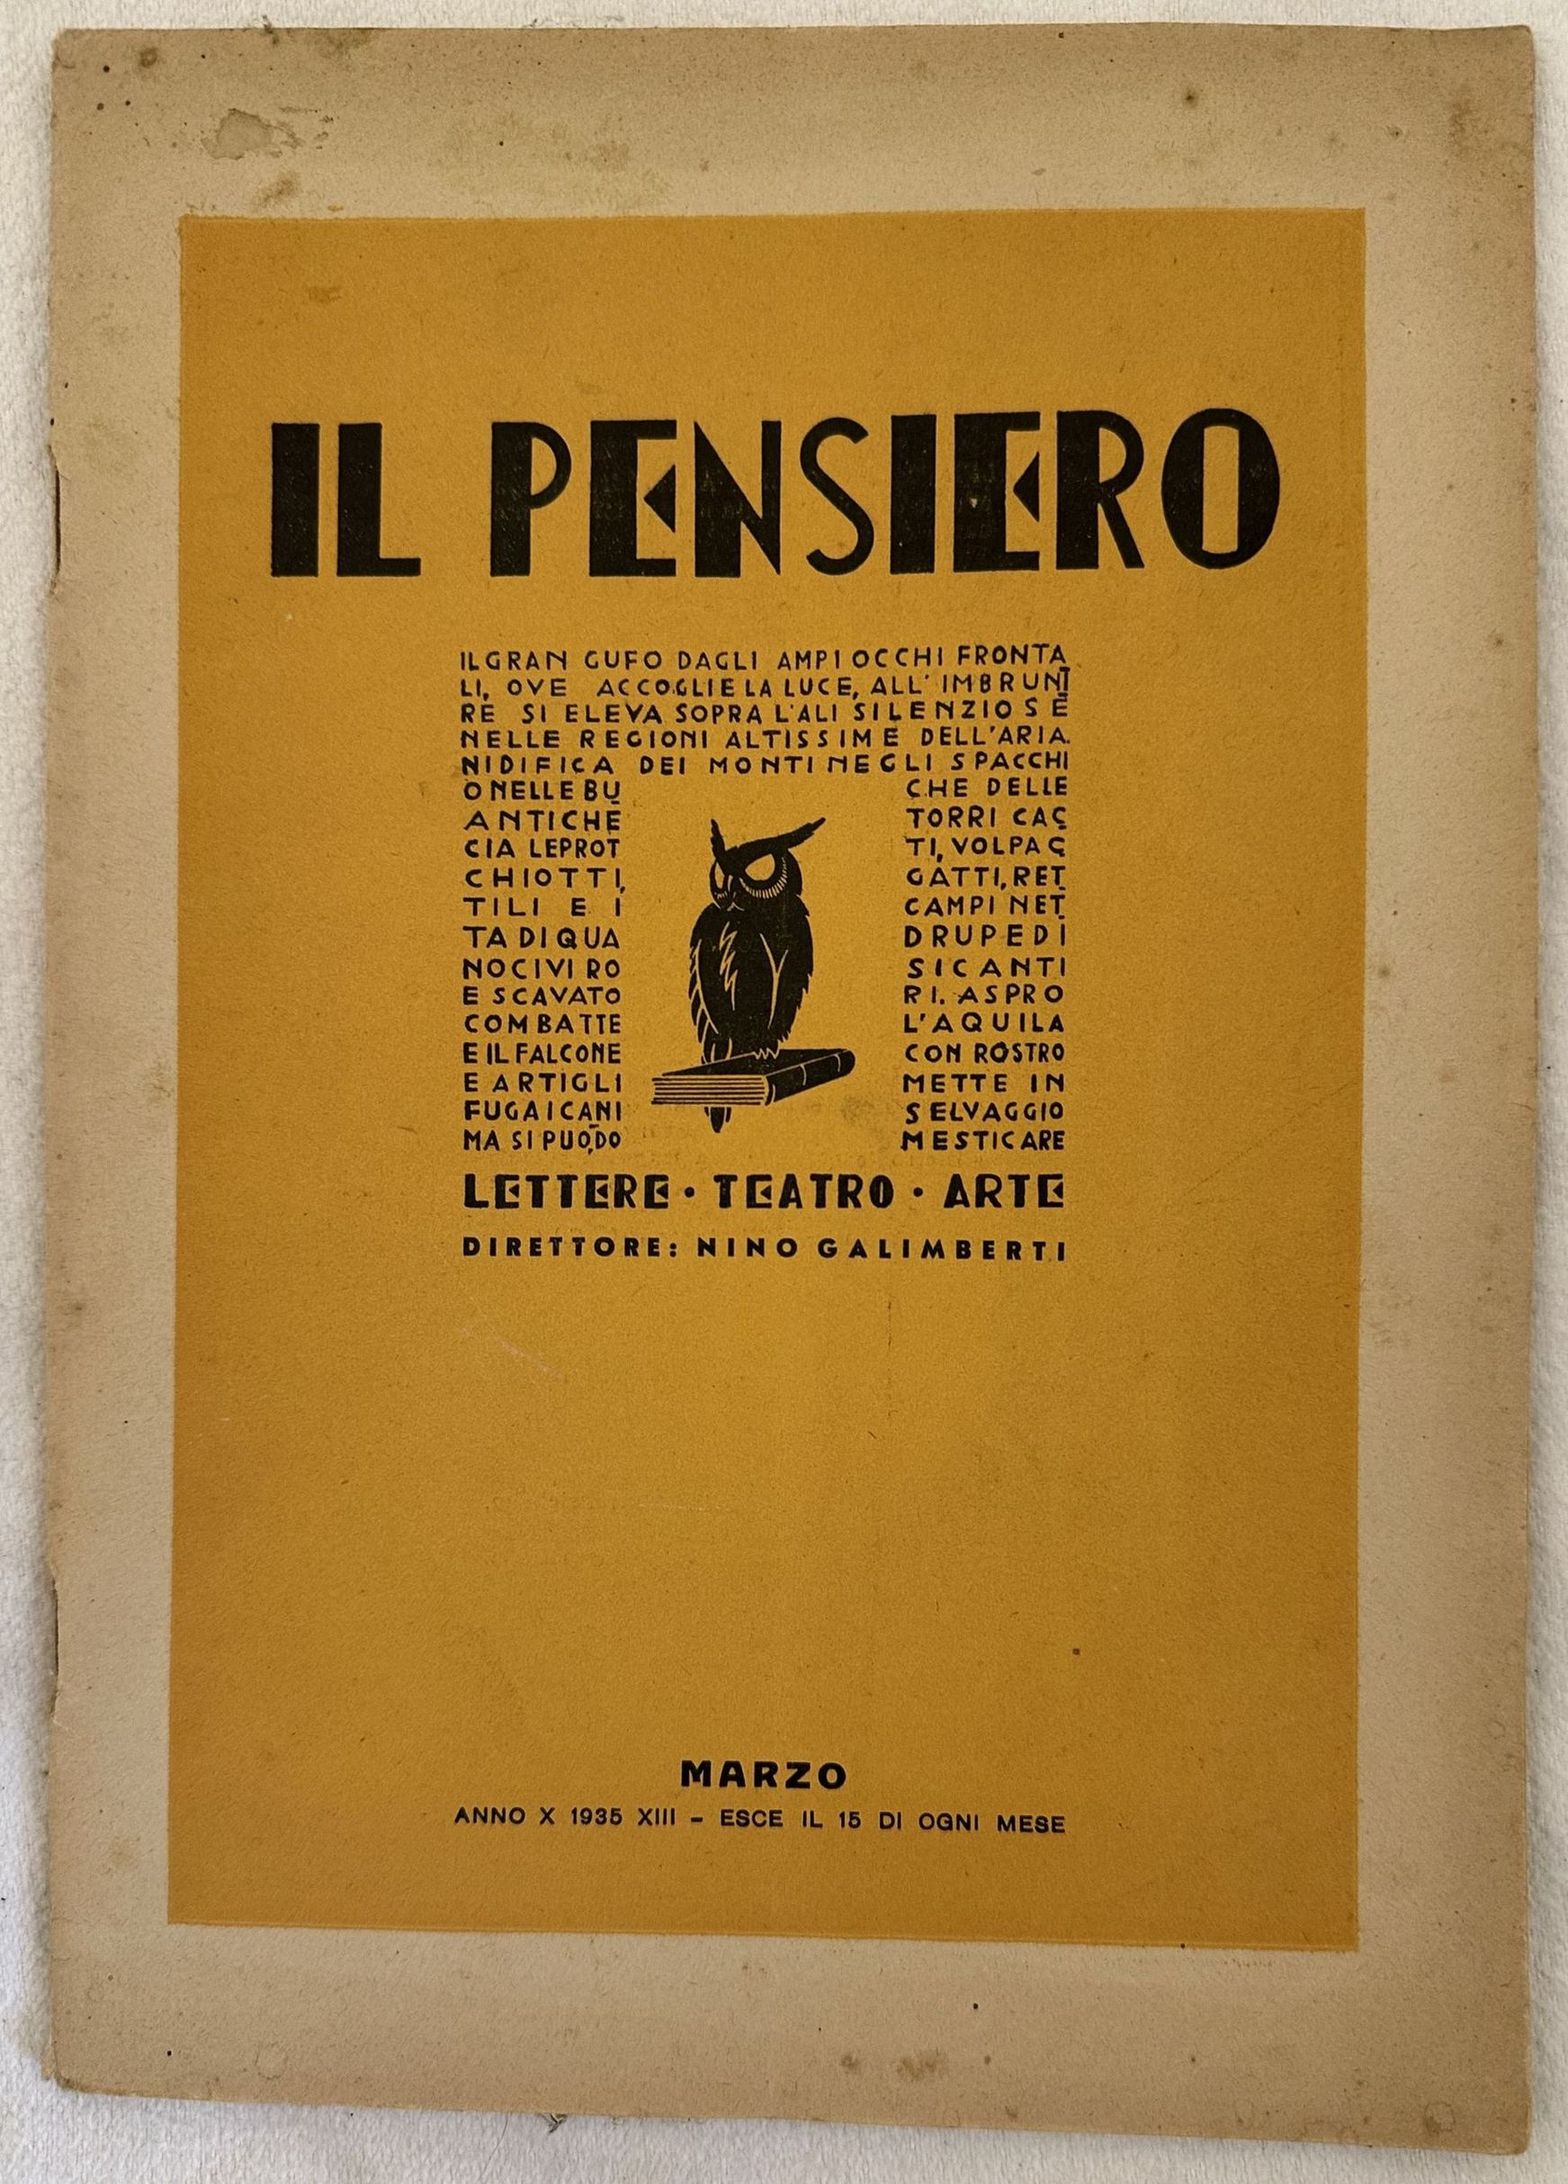 IL PENSIERO
IL GRAN GUFO DAGLI AMPI OCCHI FRONTA
LI, OVE ACCOGLIE LA LUCE, ALL'IMBRUNI
RE SI ELEVA SOPRA L'ALI SILENZIOSE
NELLE REGIONI ALTISSIME DELL'ARIA.
NIDIFICA DEI MONTI NEGLI SPACCHI
O NELLE BU CHE DELLE
ANTICHE TORRI CAC
CIA LEPROT TI, VOLPAC
CHIOTTI, GATTI, RET
TILI E I CAMPI NET
TA DI QUA DRUPEDI
NOCIVI RO SICANTI
E SCAVATO RI. ASPRO
COMBATTE L'AQUILA
E IL FALCONE CON ROSTRO
E ARTIGLI METTE IN
FUGA I CANI SELVAGGIO
MA SI PUÒ, DO MESTICARE
LETTERE • TEATRO • ARTE
DIRETTORE: NINO GALIMBERTI
MARZO
ANNO X 1935 XIII – ESCE IL 15 DI OGNI MESE